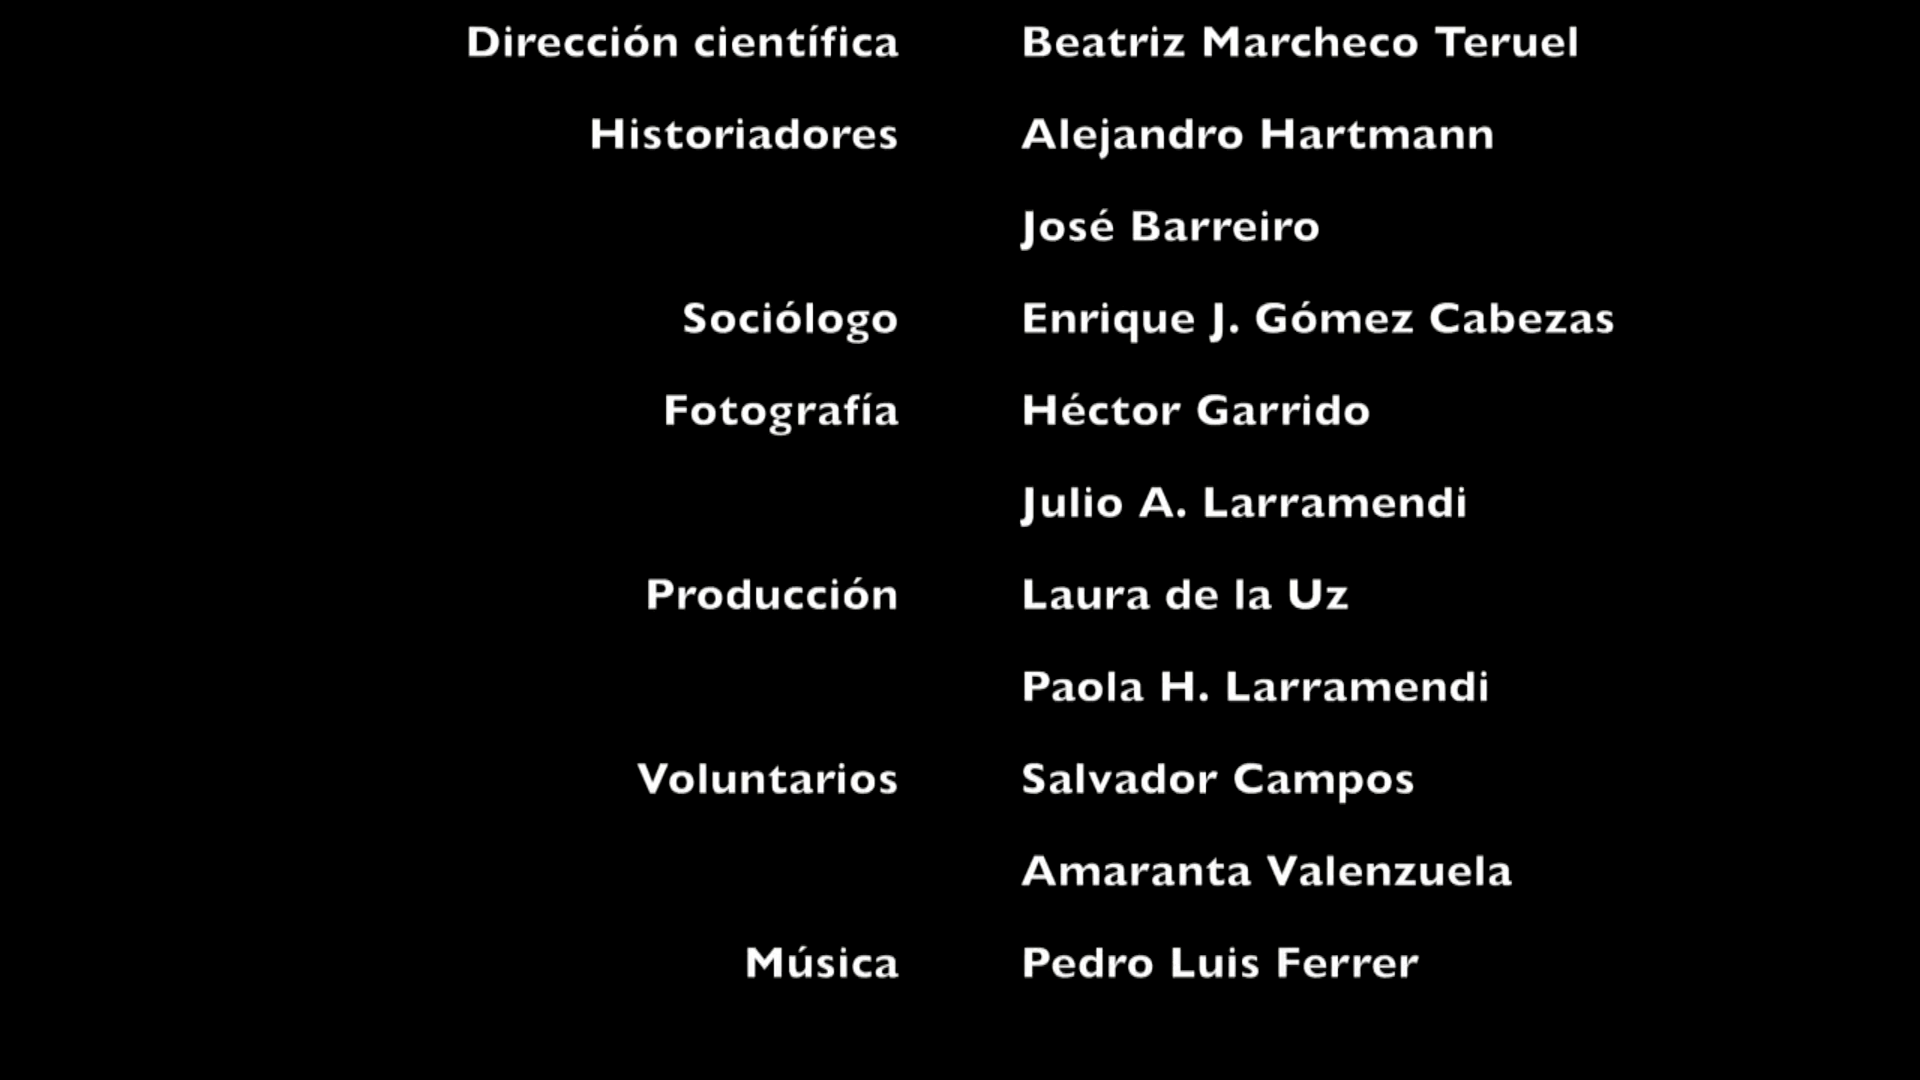 Dirección científica Beatriz Marcheco Teruel
Historiadores Alejandro Hartmann
José Barreiro
Sociólogo Enrique J. Gómez Cabezas
Fotografía Héctor Garrido
Julio A. Larramendi
Producción Laura de la Uz
Paola H. Larramendi
Voluntarios Salvador Campos
Amaranta Valenzuela
Música Pedro Luis Ferrer